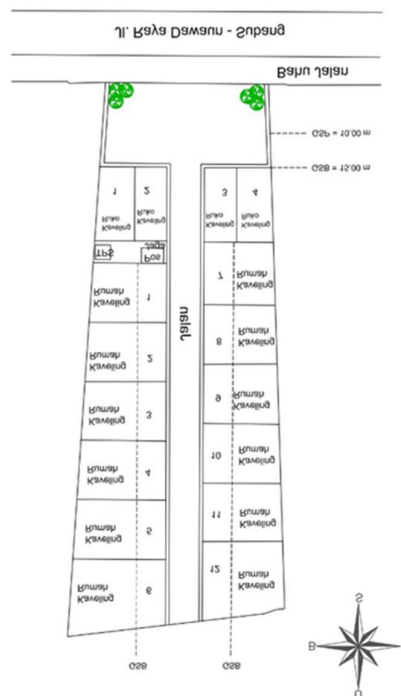 Jl. Raya Dawaun - Subang
Bahu Jalan
GSP = 10.00 m
GSB = 15.00 m
Kaveling
Ruko
1
Kaveling
Ruko
2
Kaveling
Ruko
3
Kaveling
Ruko
4
TPS
Pos
Jaga
Jalan
Kaveling
Rumah
1
Kaveling
Rumah
2
Kaveling
Rumah
3
Kaveling
Rumah
4
Kaveling
Rumah
5
Kaveling
Rumah
6
Kaveling
Rumah
7
Kaveling
Rumah
8
Kaveling
Rumah
9
Kaveling
Rumah
10
Kaveling
Rumah
11
Kaveling
Rumah
12
GSB
GSB
S
B
U